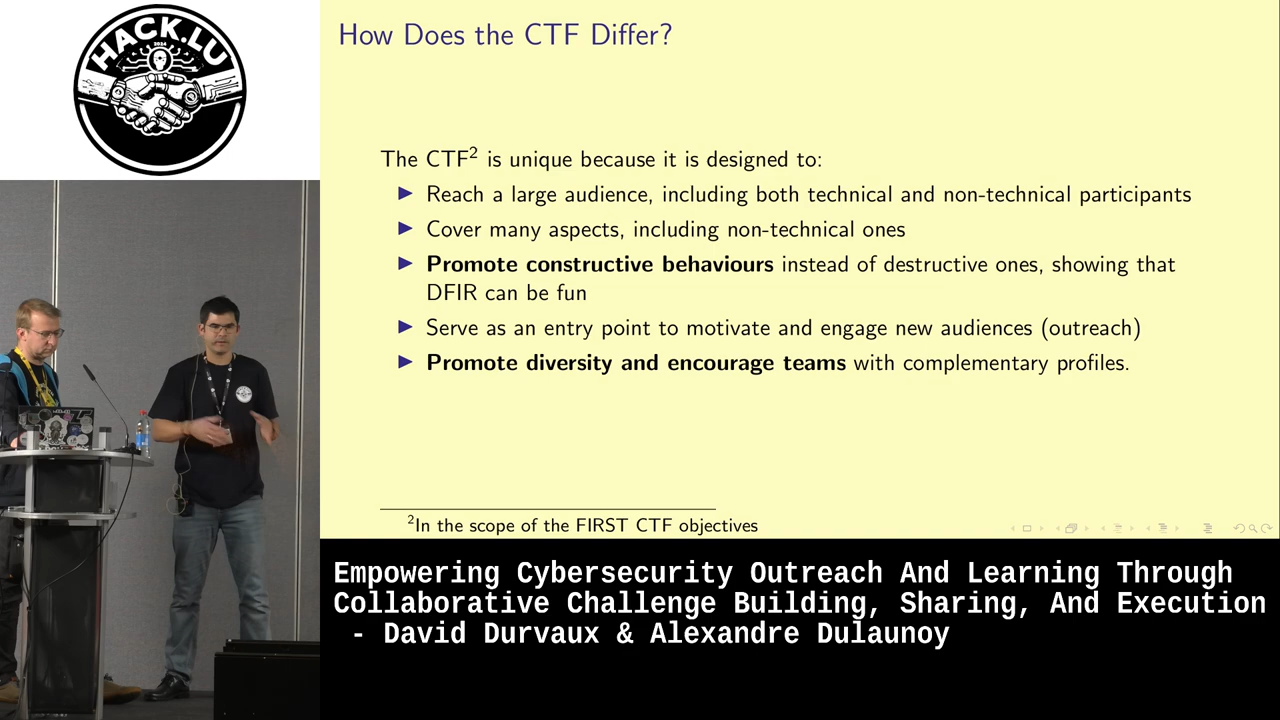 HACK.LU
2024
How Does the CTF Differ?
The CTF2 is unique because it is designed to:
Reach a large audience, including both technical and non-technical participants
Cover many aspects, including non-technical ones
Promote constructive behaviours instead of destructive ones, showing that
DFIR can be fun
Serve as an entry point to motivate and engage new audiences (outreach)
Promote diversity and encourage teams with complementary profiles.
2In the scope of the FIRST CTF objectives
Empowering Cybersecurity Outreach And Learning Through
Collaborative Challenge Building, Sharing, And Execution
- David Durvaux & Alexandre Dulaunoy